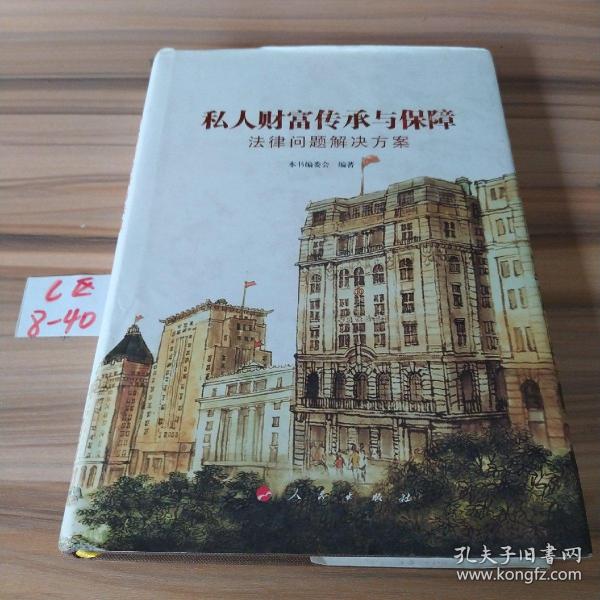 私人财富传承与保障
法律问题解决方案
本书编委会 编著
C区
8-40
人民出版社
孔夫子旧书网
www.kongfz.com